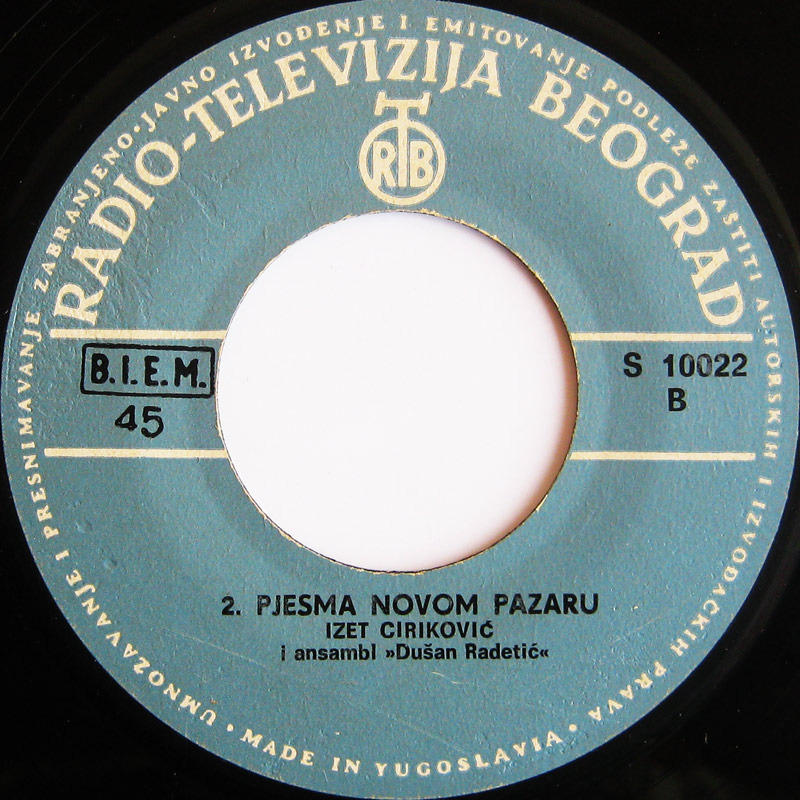 UMNOZAVANJE I PRESNIMAVANJE ZABRANJENO • JAVNO IZVOĐENJE I EMITOVANJE PODLEŽE ZAŠTITI AUTORSKIH I IZVOĐAČKIH PRAVA •
RADIO-TELEVIZIJA BEOGRAD
RTB
B.I.E.M.
45
S 10022
B
2. PJESMA NOVOM PAZARU
IZET CIRIKOVIĆ
i ansambl »Dušan Radetić«
MADE IN YUGOSLAVIA •